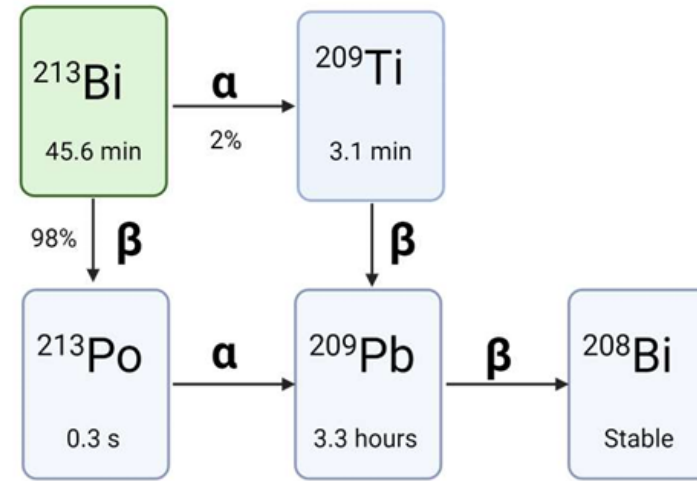 ²¹³Bi
45.6 min
α
2%
²⁰⁹Ti
3.1 min
98%
β
β
²¹³Po
0.3 s
α
²⁰⁹Pb
3.3 hours
β
²⁰⁸Bi
Stable